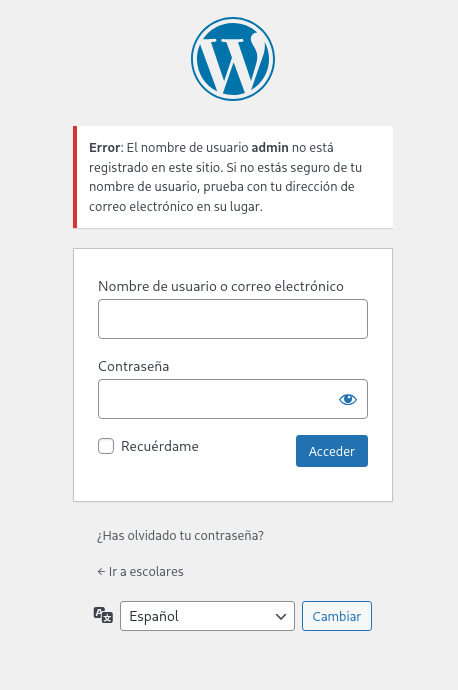 Error: El nombre de usuario admin no está
registrado en este sitio. Si no estás seguro de tu
nombre de usuario, prueba con tu dirección de
correo electrónico en su lugar.
Nombre de usuario o correo electrónico
Contraseña
Recuérdame
Acceder
¿Has olvidado tu contraseña?
← Ir a escolares
Español
Cambiar